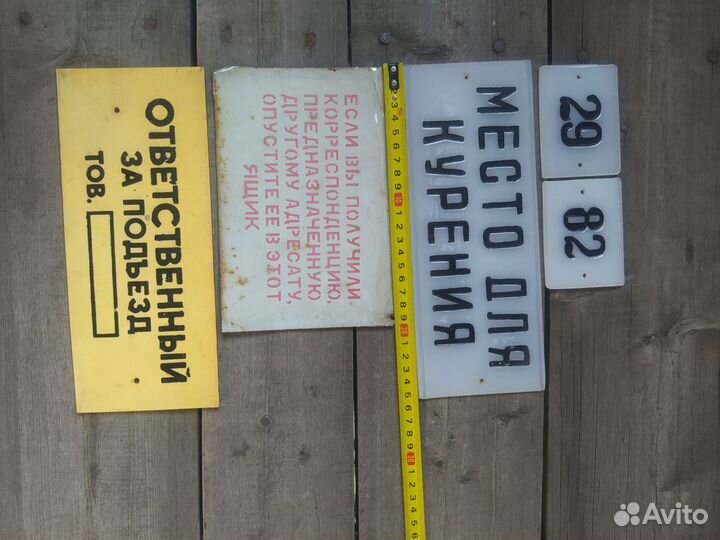 ОТВЕТСТВЕННЫЙ
ЗА ПОДЪЕЗД
ТОВ.
ЕСЛИ ВЫ ПОЛУЧИЛИ
КОРРЕСПОНДЕНЦИЮ,
ПРЕДНАЗНАЧЕННУЮ
ДРУГОМУ АДРЕСАТУ,
ОПУСТИТЕ ЕЕ В ЭТОТ
ЯЩИК
МЕСТО ДЛЯ
КУРЕНИЯ
29
82
Avito